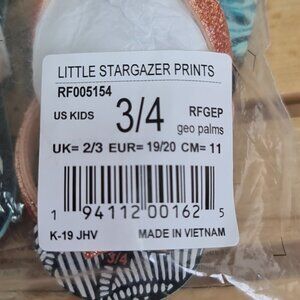 LITTLE STARGAZER PRINTS
RF005154
US KIDS 3/4 RFGEP
geo palms
UK= 2/3 EUR= 19/20 CM= 11
1 94112 00162 5
K-19 JHV MADE IN VIETNAM
3/4